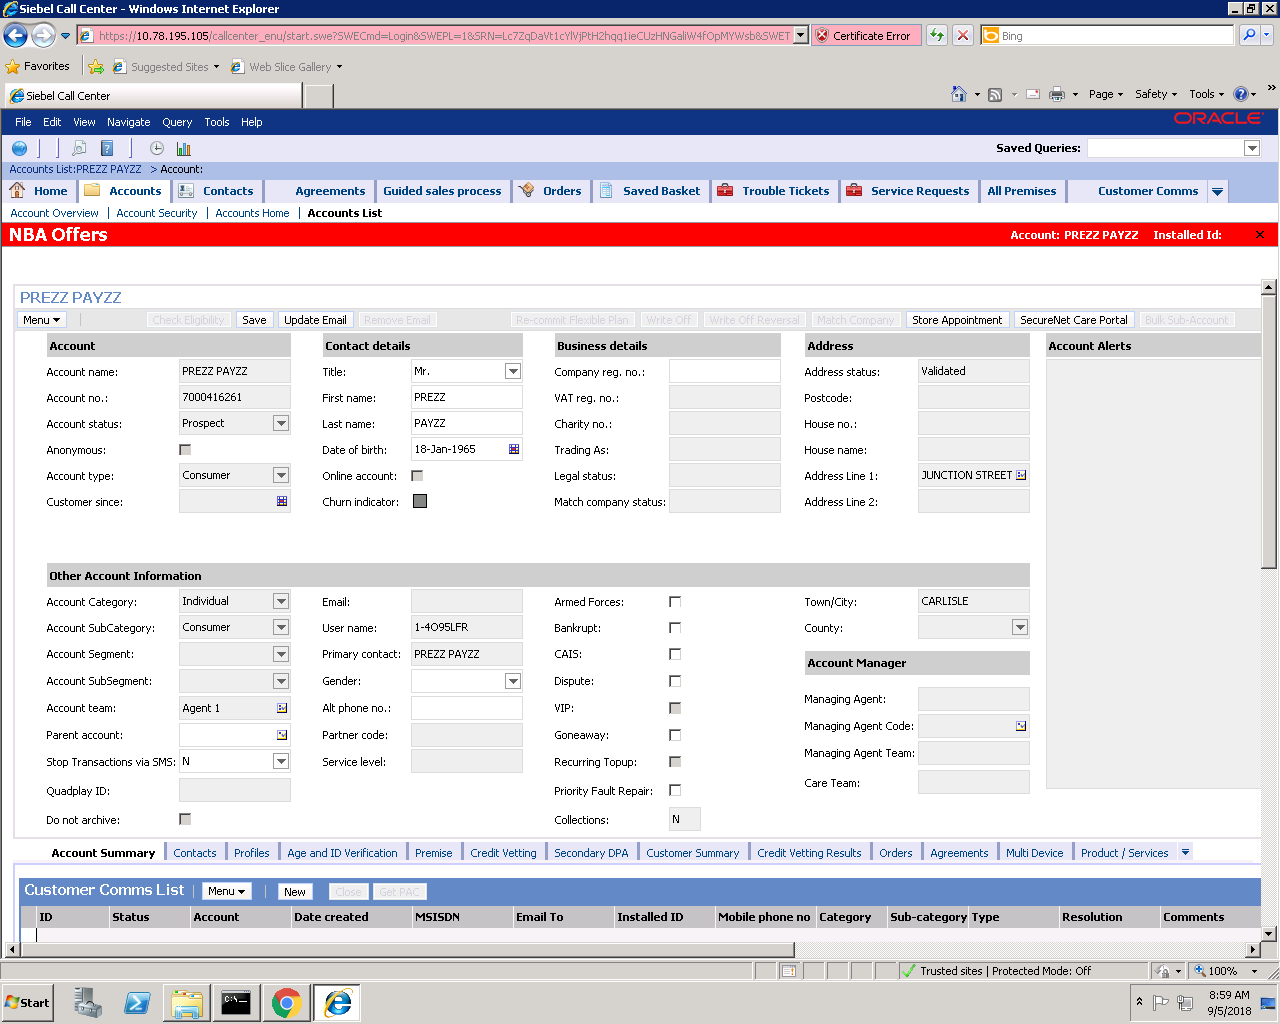 Siebel Call Center - Windows Internet Explorer
https://10.78.195.105/callcenter_enu/start.swe?SWECmd=Login&SWEPL=1&SRN=Lc7ZqDaVt1cYlVjPtH2hqq1ieCUzHNGaliW4fOpMYWsb&SWET
Certificate Error
Bing
Favorites
Suggested Sites
Web Slice Gallery
Siebel Call Center
Page
Safety
Tools
File Edit View Navigate Query Tools Help
ORACLE
Saved Queries:
Accounts List:PREZZ PAYZZ > Account:
Home Accounts Contacts Agreements Guided sales process Orders Saved Basket Trouble Tickets Service Requests All Premises Customer Comms
Account Overview | Account Security | Accounts Home | Accounts List
NBA Offers
Account: PREZZ PAYZZ Installed Id:
PREZZ PAYZZ
Menu Check Eligibility Save Update Email Remove Email Re-commit Flexible Plan Write Off Write Off Reversal Match Company Store Appointment SecureNet Care Portal Bulk Sub-Account
Account Contact details Business details Address Account Alerts
Account name: PREZZ PAYZZ Title: Mr. Company reg. no.: Address status: Validated
Account no.: 7000416261 First name: PREZZ VAT reg. no.: Postcode:
Account status: Prospect Last name: PAYZZ Charity no.: House no.:
Anonymous: Date of birth: 18-Jan-1965 Trading As: House name:
Account type: Consumer Online account: Legal status: Address Line 1: JUNCTION STREET
Customer since: Churn indicator: Match company status: Address Line 2:
Other Account Information
Account Category: Individual Email: Armed Forces: Town/City: CARLISLE
Account SubCategory: Consumer User name: 1-4O95LFR Bankrupt: County:
Account Segment: Primary contact: PREZZ PAYZZ CAIS: Account Manager
Account SubSegment: Gender: Dispute:
Account team: Agent 1 Alt phone no.: VIP: Managing Agent:
Parent account: Partner code: Goneaway: Managing Agent Code:
Stop Transactions via SMS: N Service level: Recurring Topup: Managing Agent Team:
Quadplay ID: Priority Fault Repair: Care Team:
Do not archive: Collections: N
Account Summary Contacts Profiles Age and ID Verification Premise Credit Vetting Secondary DPA Customer Summary Credit Vetting Results Orders Agreements Multi Device Product / Services
Customer Comms List Menu New Close Get PAC
ID Status Account Date created MSISDN Email To Installed ID Mobile phone no Category Sub-category Type Resolution Comments
Trusted sites | Protected Mode: Off
100%
Start
C:\.
8:59 AM
9/5/2018